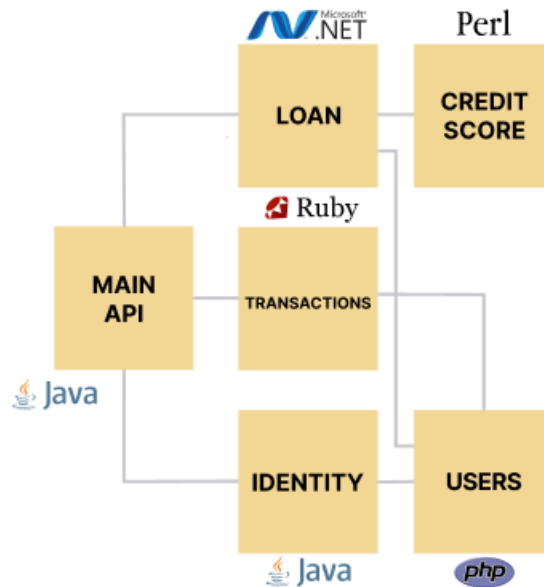 Microsoft®
.NET
Perl
LOAN
CREDIT
SCORE
Ruby
MAIN
API
TRANSACTIONS
Java
IDENTITY
USERS
Java
php